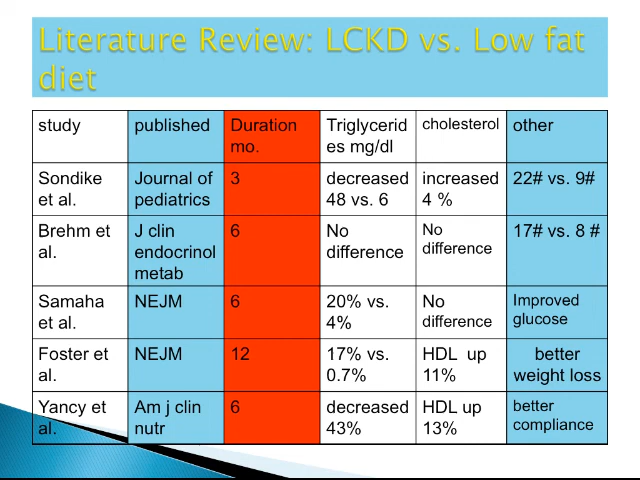 Literature Review: LCKD vs. Low fat
diet
study published Duration Triglycerid cholesterol other
mo. es mg/dl
Sondike Journal of 3 decreased increased 22# vs. 9#
et al. pediatrics 48 vs. 6 4 %
Brehm et J clin 6 No No 17# vs. 8 #
al. endocrinol difference difference
metab
Samaha NEJM 6 20% vs. No Improved
et al. 4% difference glucose
Foster et NEJM 12 17% vs. HDL up better
al. 0.7% 11% weight loss
Yancy et Am j clin 6 decreased HDL up better
al. nutr 43% 13% compliance